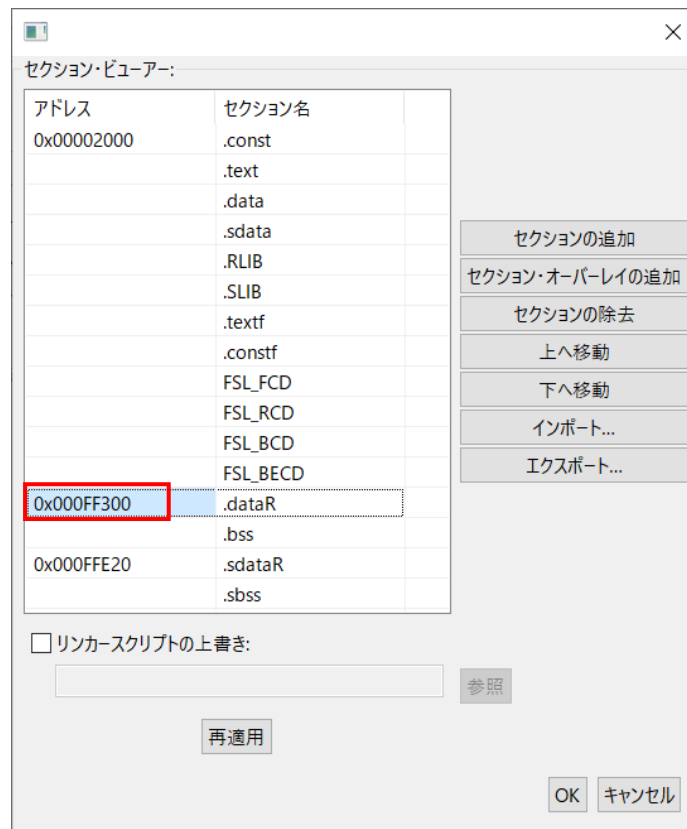 セクション・ビューアー:
アドレス セクション名
0x00002000 .const
.text
.data
.sdata
.RLIB
.SLIB
.textf
.constf
FSL_FCD
FSL_RCD
FSL_BCD
FSL_BECD
0x000FF300 .dataR
.bss
0x000FFE20 .sdataR
.sbss
セクションの追加
セクション・オーバーレイの追加
セクションの除去
上へ移動
下へ移動
インポート...
エクスポート...
リンカースクリプトの上書き:
参照
再適用
OK キャンセル